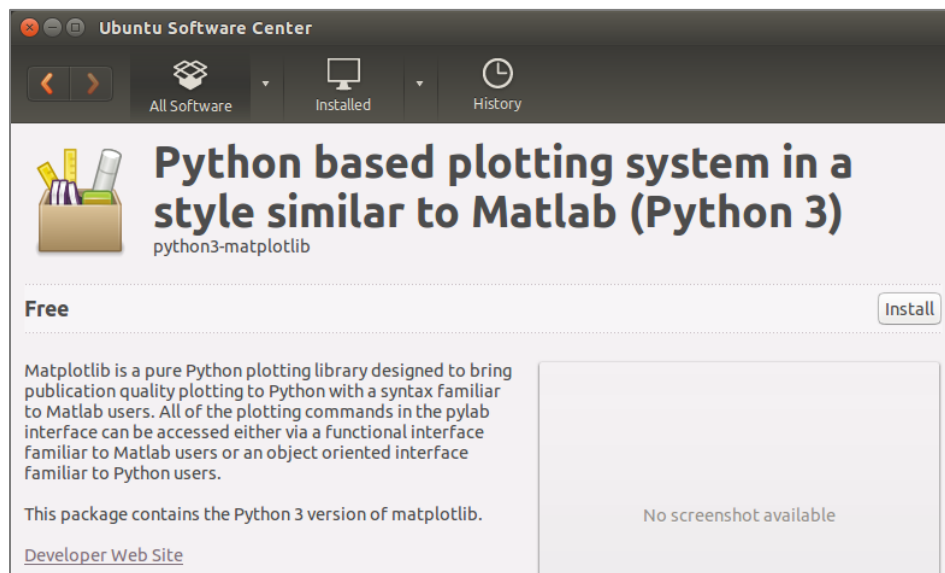 Ubuntu Software Center
All Software
Installed
History
Python based plotting system in a
style similar to Matlab (Python 3)
python3-matplotlib
Free
Install
Matplotlib is a pure Python plotting library designed to bring
publication quality plotting to Python with a syntax familiar
to Matlab users. All of the plotting commands in the pylab
interface can be accessed either via a functional interface
familiar to Matlab users or an object oriented interface
familiar to Python users.
This package contains the Python 3 version of matplotlib.
No screenshot available
Developer Web Site